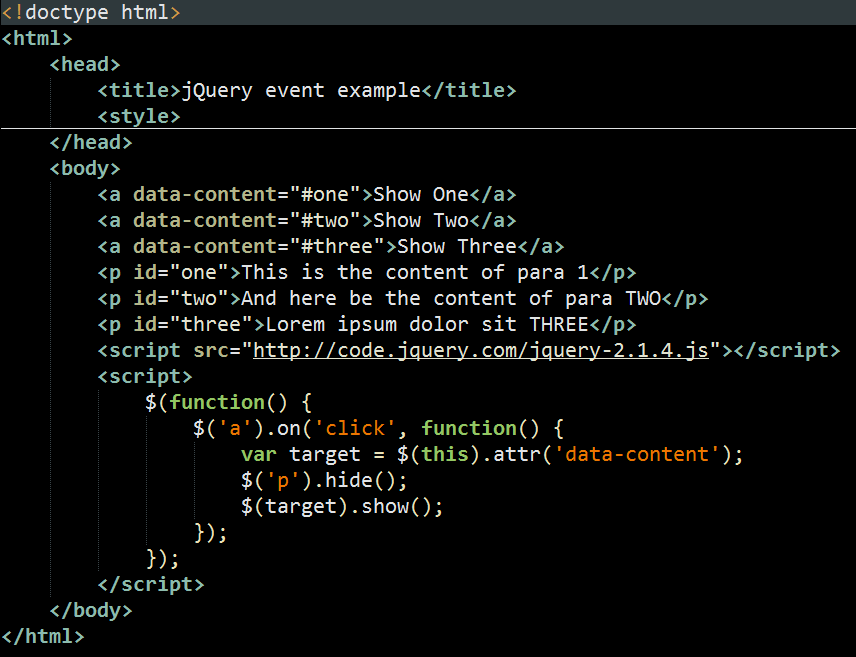 <!doctype html>
<html>
    <head>
        <title>jQuery event example</title>
        <style>
    </head>
    <body>
        <a data-content="#one">Show One</a>
        <a data-content="#two">Show Two</a>
        <a data-content="#three">Show Three</a>
        <p id="one">This is the content of para 1</p>
        <p id="two">And here be the content of para TWO</p>
        <p id="three">Lorem ipsum dolor sit THREE</p>
        <script src="http://code.jquery.com/jquery-2.1.4.js"></script>
        <script>
            $(function() {
                $('a').on('click', function() {
                    var target = $(this).attr('data-content');
                    $('p').hide();
                    $(target).show();
                });
            });
        </script>
    </body>
</html>